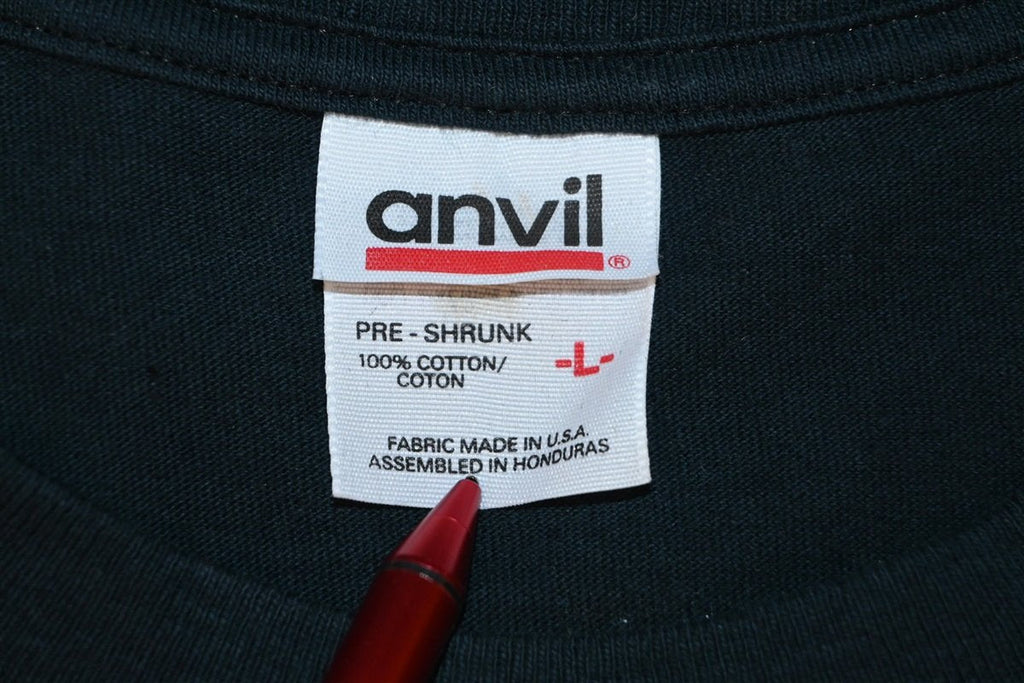 anvil
®
PRE - SHRUNK
-L-
100% COTTON/
COTON
FABRIC MADE IN U.S.A.
ASSEMBLED IN HONDURAS